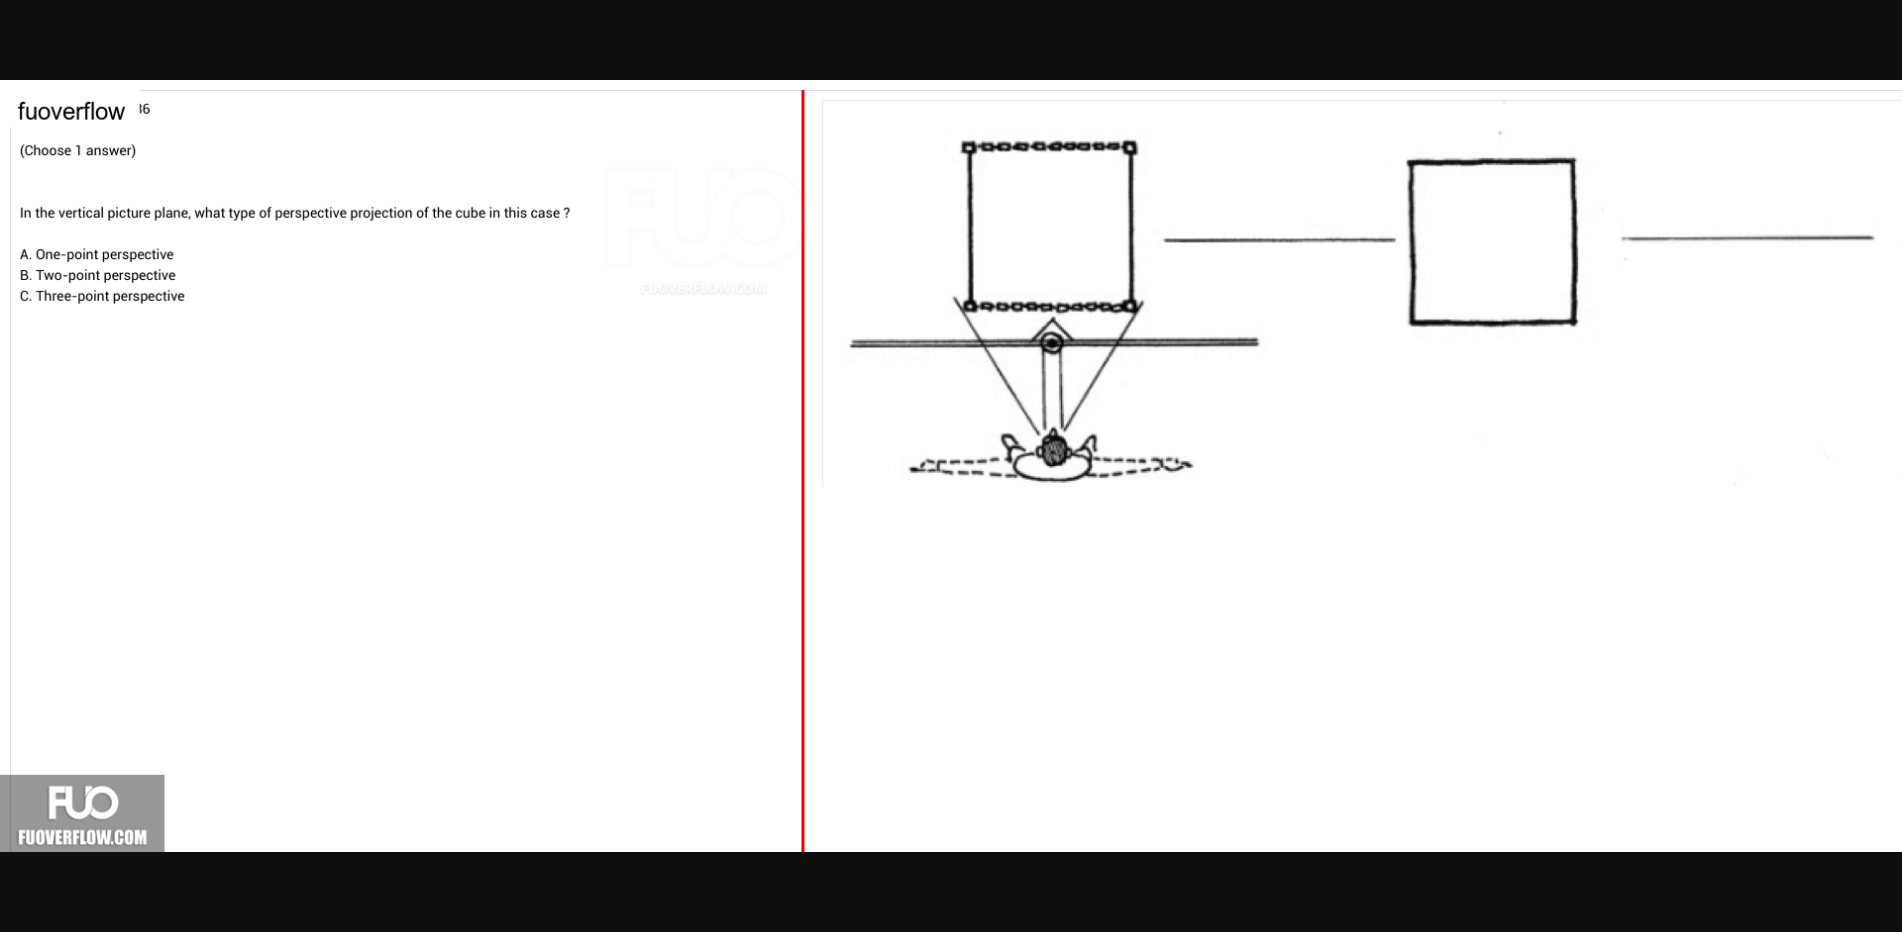 fuoverflow 36
(Choose 1 answer)
FUO
In the vertical picture plane, what type of perspective projection of the cube in this case ?
A. One-point perspective
B. Two-point perspective
C. Three-point perspective
FUOVERFLOW.COM
FUO
FUOVERFLOW.COM